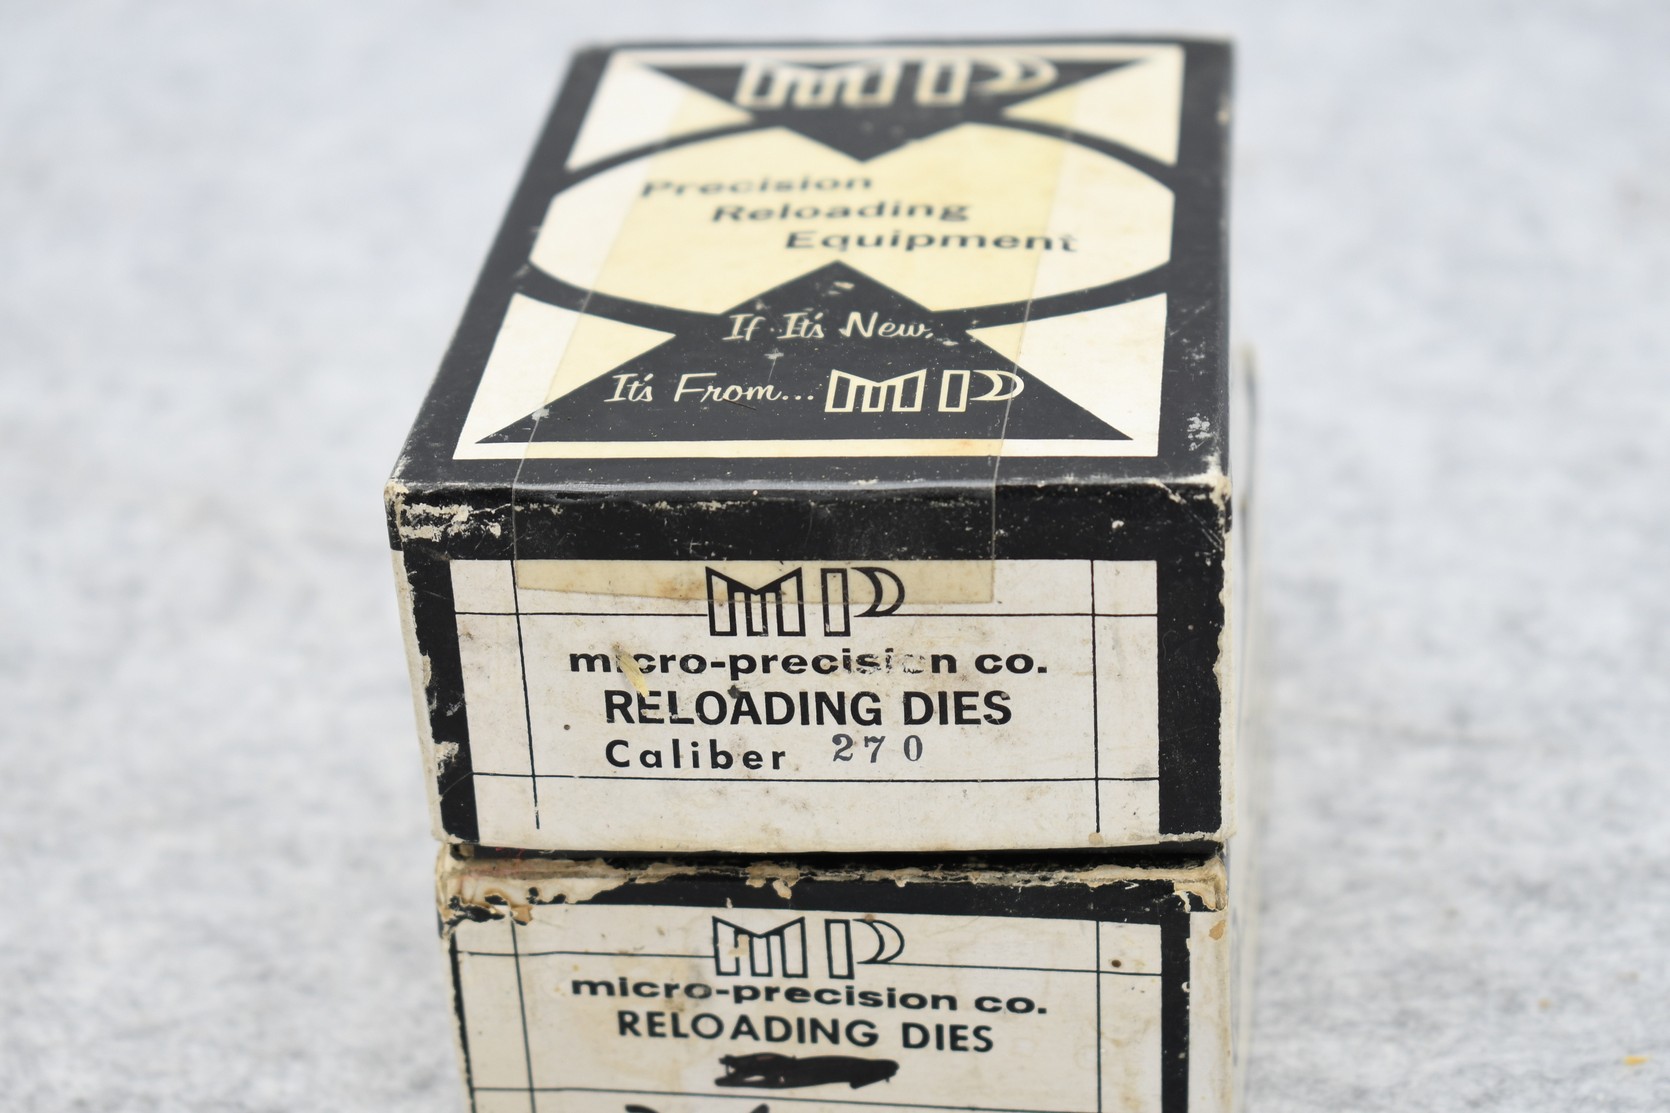 MP
Precision
Reloading
Equipment
If It's New,
It's From... MP
MP
micro-precision co.
RELOADING DIES
Caliber 270
MP
micro-precision co.
RELOADING DIES